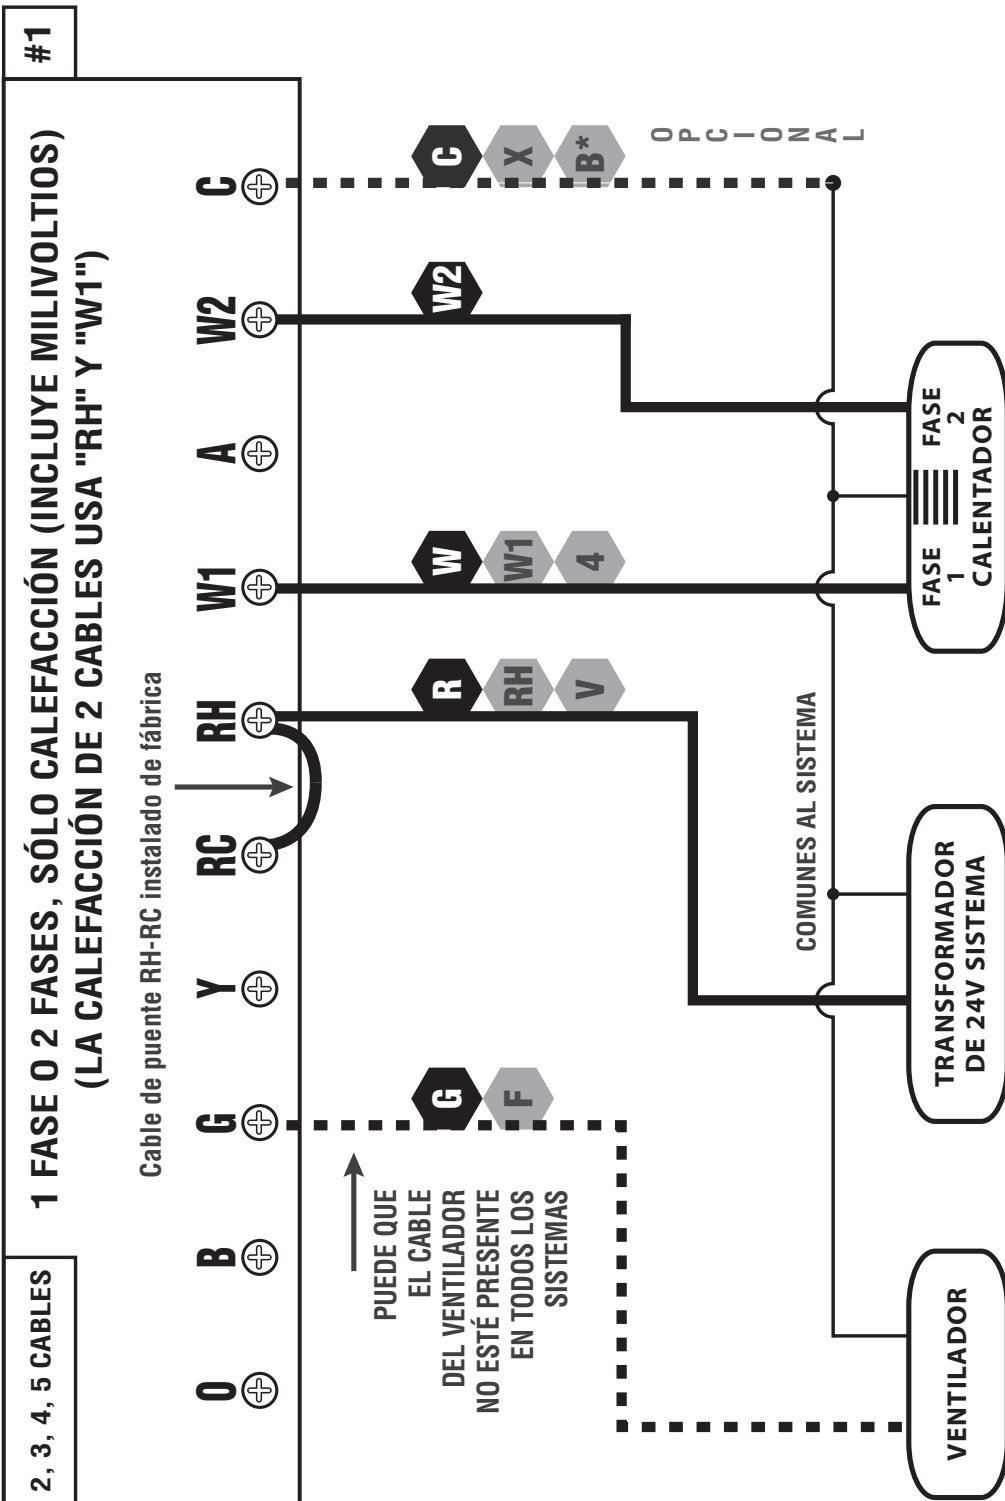 2, 3, 4, 5 CABLES
1 FASE O 2 FASES, SÓLO CALEFACCIÓN (INCLUYE MILIVOLTIOS)
(LA CALEFACCIÓN DE 2 CABLES USA "RH" Y "W1")
#1
Cable de puente RH-RC instalado de fábrica
O B G Y RC RH W1 A W2 C
G R W W2 C
F RH W1 X
V 4 B*
PUEDE QUE
EL CABLE
DEL VENTILADOR
NO ESTÉ PRESENTE
EN TODOS LOS
SISTEMAS
OPCIONAL
COMUNES AL SISTEMA
VENTILADOR
TRANSFORMADOR
DE 24V SISTEMA
FASE
1
FASE
2
CALENTADOR